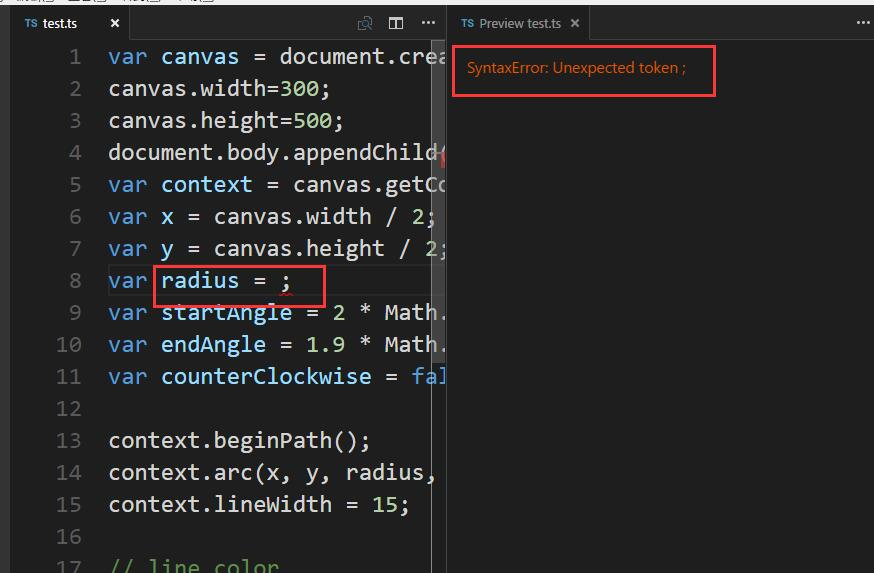 TS test.ts ×
TS Preview test.ts ×
1 var canvas = document.crea
2 canvas.width=300;
3 canvas.height=500;
4 document.body.appendChild(
5 var context = canvas.getCo
6 var x = canvas.width / 2;
7 var y = canvas.height / 2;
8 var radius = ;
9 var startAngle = 2 * Math.
10 var endAngle = 1.9 * Math.
11 var counterClockwise = fal
12
13 context.beginPath();
14 context.arc(x, y, radius,
15 context.lineWidth = 15;
16
17 // line color
SyntaxError: Unexpected token ;